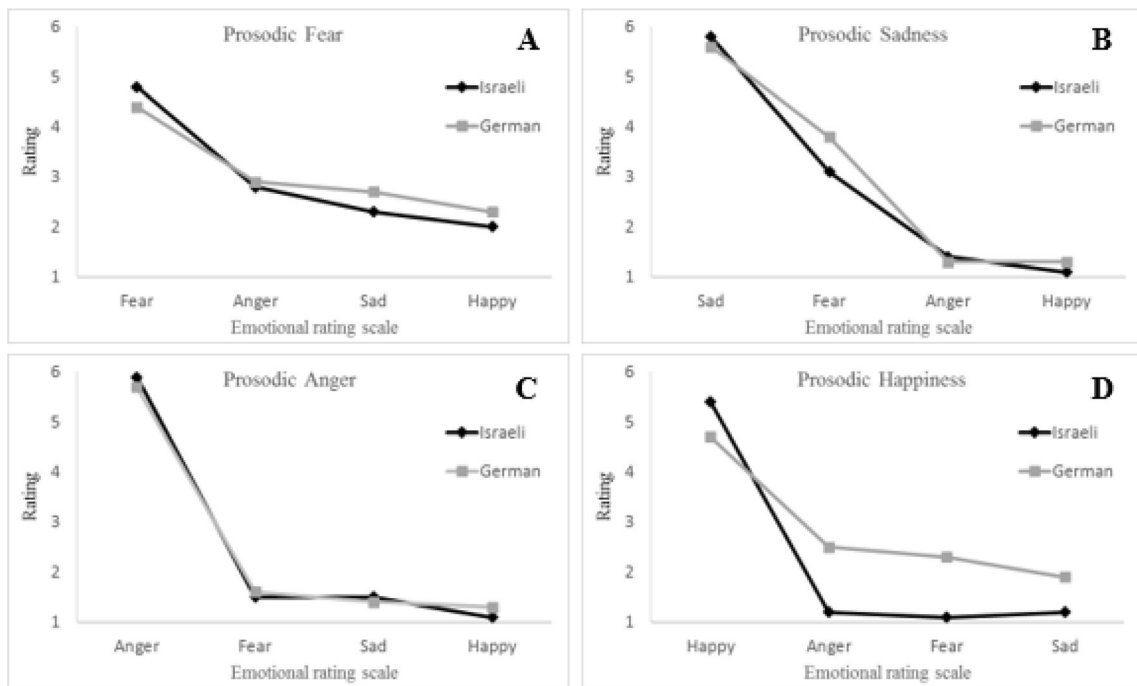 Prosodic Fear
A
6
5
4
3
2
1
Rating
Israeli
German
Fear Anger Sad Happy
Emotional rating scale
Prosodic Sadness
B
6
5
4
3
2
1
Rating
Israeli
German
Sad Fear Anger Happy
Emotional rating scale
Prosodic Anger
C
6
5
4
3
2
1
Rating
Israeli
German
Anger Fear Sad Happy
Emotional rating scale
Prosodic Happiness
D
6
5
4
3
2
1
Rating
Israeli
German
Happy Anger Fear Sad
Emotional rating scale